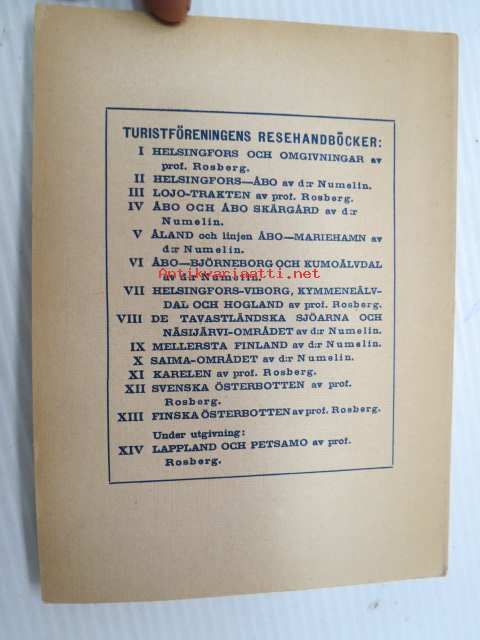 TURISTFÖRENINGENS RESEHANDBÖCKER:
I HELSINGFORS OCH OMGIVNINGAR av
prof. Rosberg.
II HELSINGFORS—ÅBO av d:r Numelin.
III LOJO-TRAKTEN av prof. Rosberg.
IV ÅBO OCH ÅBO SKÄRGÅRD av d:r
Numelin.
V ÅLAND och linjen ÅBO—MARIEHAMN av
d:r Numelin.
VI ÅBO—BJÖRNEBORG OCH KUMOÄLVDAL
av d:r Numelin.
Antikvariaatti.net
VII HELSINGFORS-VIBORG, KYMMENEÄLV-
DAL OCH HOGLAND av prof. Rosberg.
VIII DE TAVASTLÄNDSKA SJÖARNA OCH
NÄSIJÄRVI-OMRÅDET av d:r Numelin.
IX MELLERSTA FINLAND av d:r Numelin.
X SAIMA-OMRÅDET av d:r Numelin.
XI KARELEN av prof. Rosberg.
XII SVENSKA ÖSTERBOTTEN av prof.
Rosberg.
XIII FINSKA ÖSTERBOTTEN av prof. Rosberg.
Under utgivning:
XIV LAPPLAND OCH PETSAMO av prof.
Rosberg.